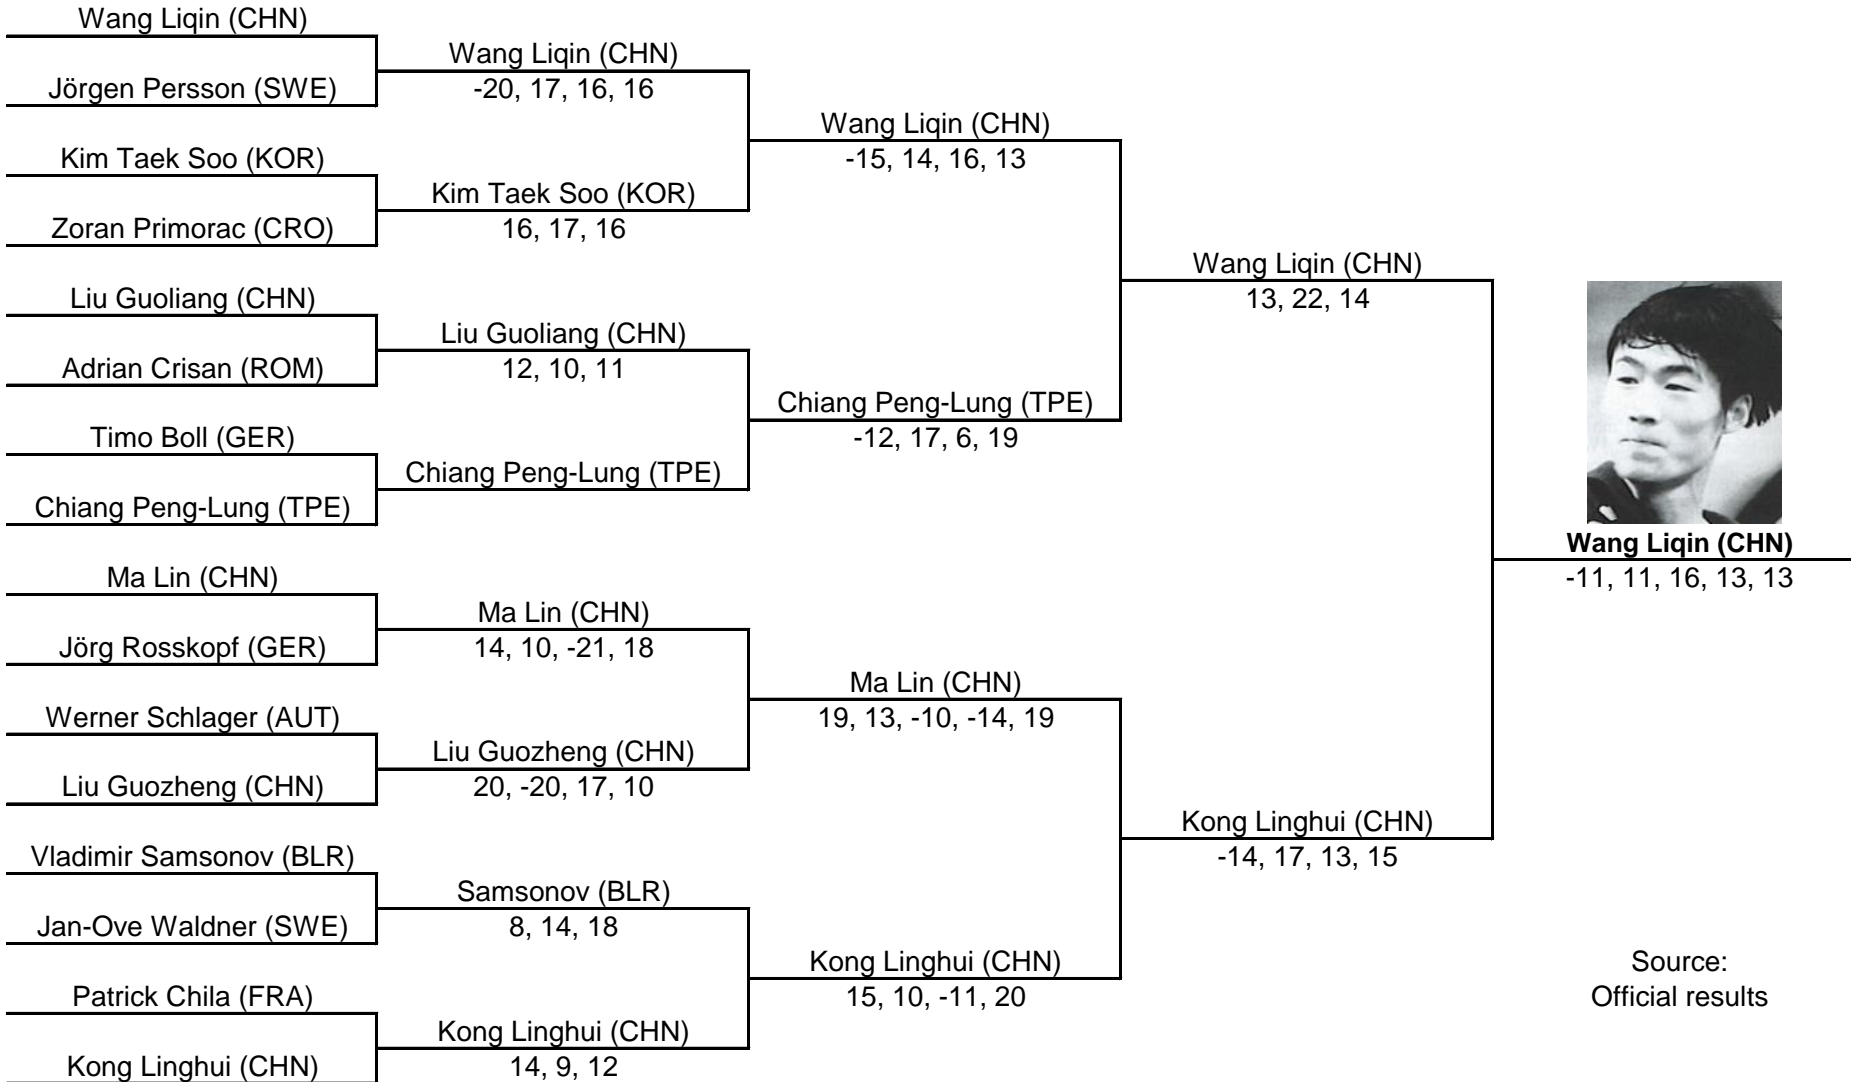 Wang Liqin (CHN)
Jörgen Persson (SWE)
Kim Taek Soo (KOR)
Zoran Primorac (CRO)
Liu Guoliang (CHN)
Adrian Crisan (ROM)
Timo Boll (GER)
Chiang Peng-Lung (TPE)
Ma Lin (CHN)
Jörg Rosskopf (GER)
Werner Schlager (AUT)
Liu Guozheng (CHN)
Vladimir Samsonov (BLR)
Jan-Ove Waldner (SWE)
Patrick Chila (FRA)
Kong Linghui (CHN)
Wang Liqin (CHN)
-20, 17, 16, 16
Kim Taek Soo (KOR)
16, 17, 16
Liu Guoliang (CHN)
12, 10, 11
Chiang Peng-Lung (TPE)
Ma Lin (CHN)
14, 10, -21, 18
Liu Guozheng (CHN)
20, -20, 17, 10
Samsonov (BLR)
8, 14, 18
Kong Linghui (CHN)
14, 9, 12
Wang Liqin (CHN)
-15, 14, 16, 13
Chiang Peng-Lung (TPE)
-12, 17, 6, 19
Ma Lin (CHN)
19, 13, -10, -14, 19
Kong Linghui (CHN)
15, 10, -11, 20
Wang Liqin (CHN)
13, 22, 14
Kong Linghui (CHN)
-14, 17, 13, 15
Wang Liqin (CHN)
-11, 11, 16, 13, 13
Source:
Official results